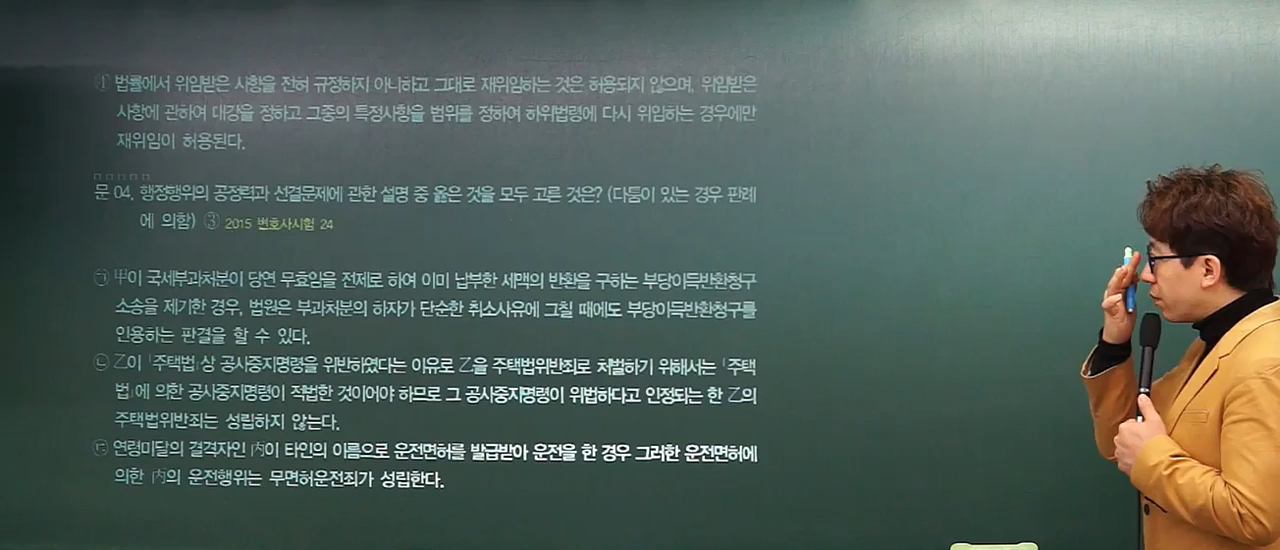 ④ 법률에서 위임받은 사항을 전혀 규정하지 아니하고 그대로 재위임하는 것은 허용되지 않으며, 위임받은
사항에 관하여 대강을 정하고 그중의 특정사항을 범위를 정하여 하위법령에 다시 위임하는 경우에만
재위임이 허용된다.
문 04. 행정행위의 공정력과 선결문제에 관한 설명 중 옳은 것을 모두 고른 것은? (다툼이 있는 경우 판례
에 의함) ③ 2015 변호사시험 24
㉠ 甲이 국세부과처분이 당연 무효임을 전제로 하여 이미 납부한 세액의 반환을 구하는 부당이득반환청구
소송을 제기한 경우, 법원은 부과처분의 하자가 단순한 취소사유에 그칠 때에도 부당이득반환청구를
인용하는 판결을 할 수 있다.
㉡ 乙이 「주택법」상 공사중지명령을 위반하였다는 이유로 乙을 주택법위반죄로 처벌하기 위해서는 「주택
법」에 의한 공사중지명령이 적법한 것이어야 하므로 그 공사중지명령이 위법하다고 인정되는 한 乙의
주택법위반죄는 성립하지 않는다.
㉢ 연령미달의 결격자인 丙이 타인의 이름으로 운전면허를 발급받아 운전을 한 경우 그러한 운전면허에
의한 丙의 운전행위는 무면허운전죄가 성립한다.